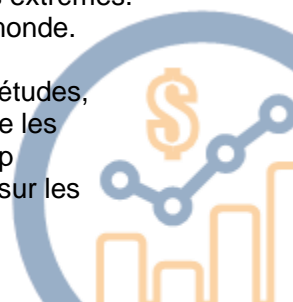 extrêmes.
monde.
études,
e les
p
sur les
$